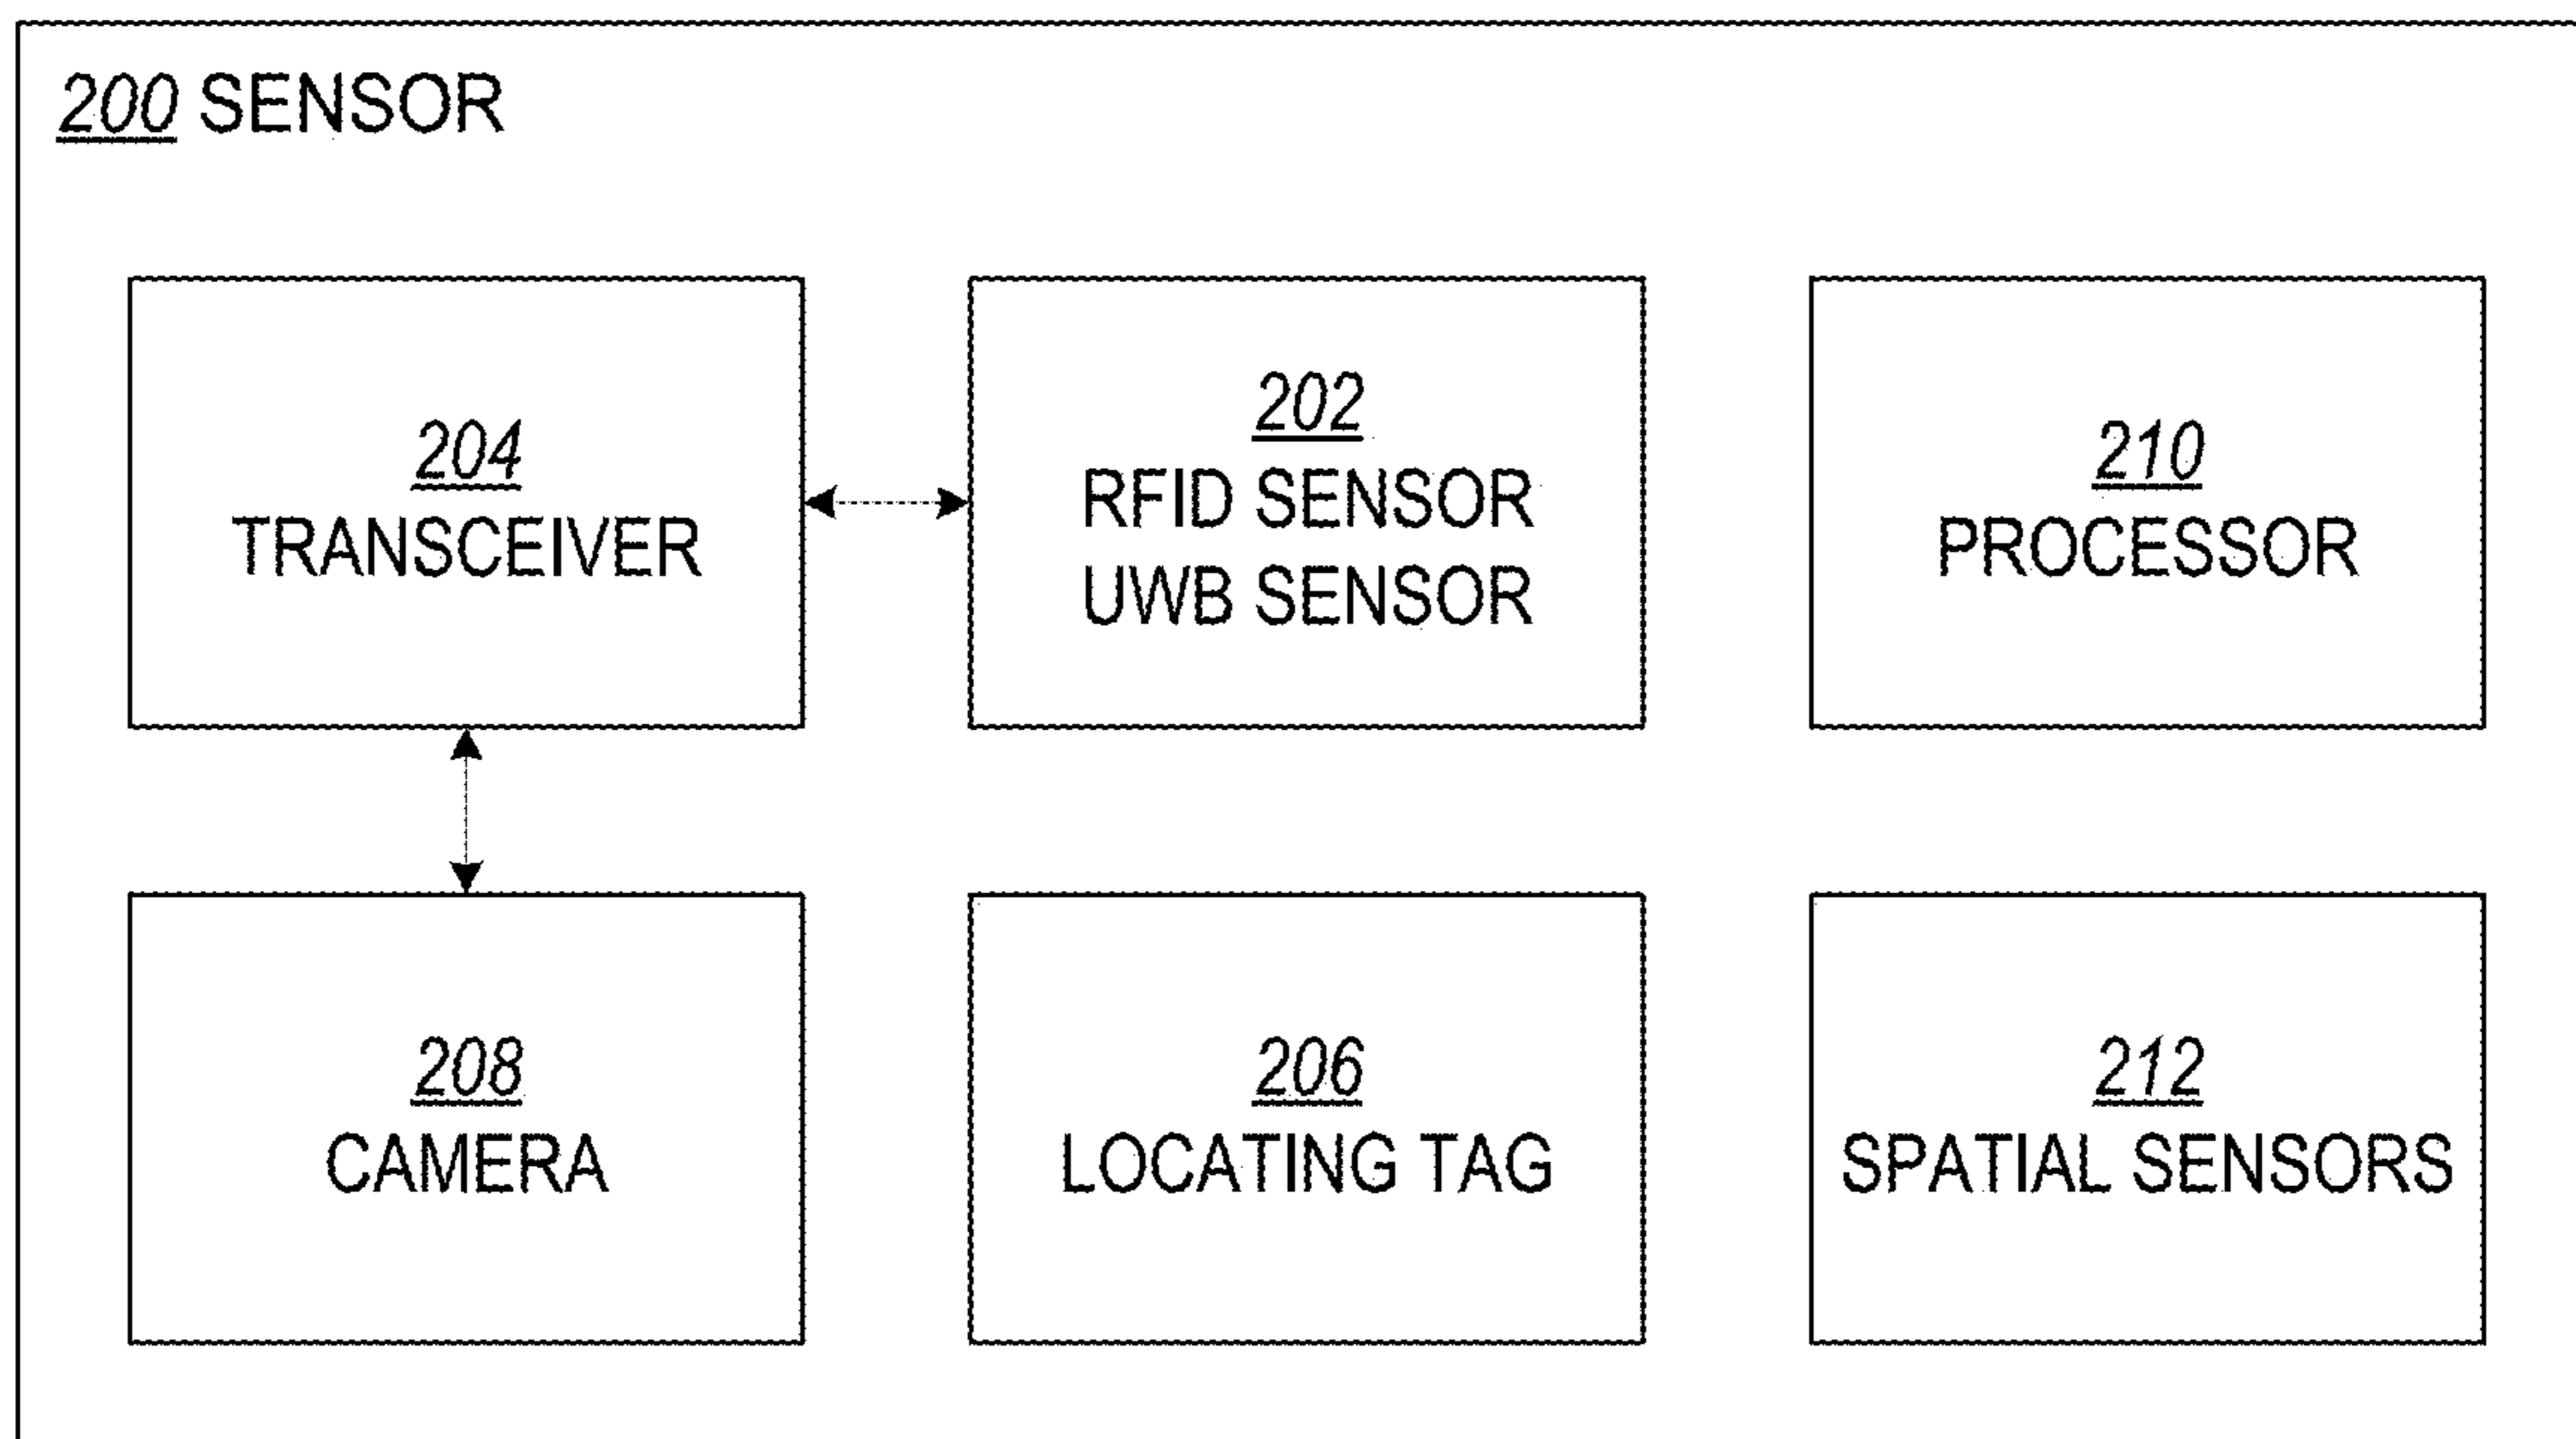 200 SENSOR
204
TRANSCEIVER
202
RFID SENSOR
UWB SENSOR
210
PROCESSOR
208
CAMERA
206
LOCATING TAG
212
SPATIAL SENSORS